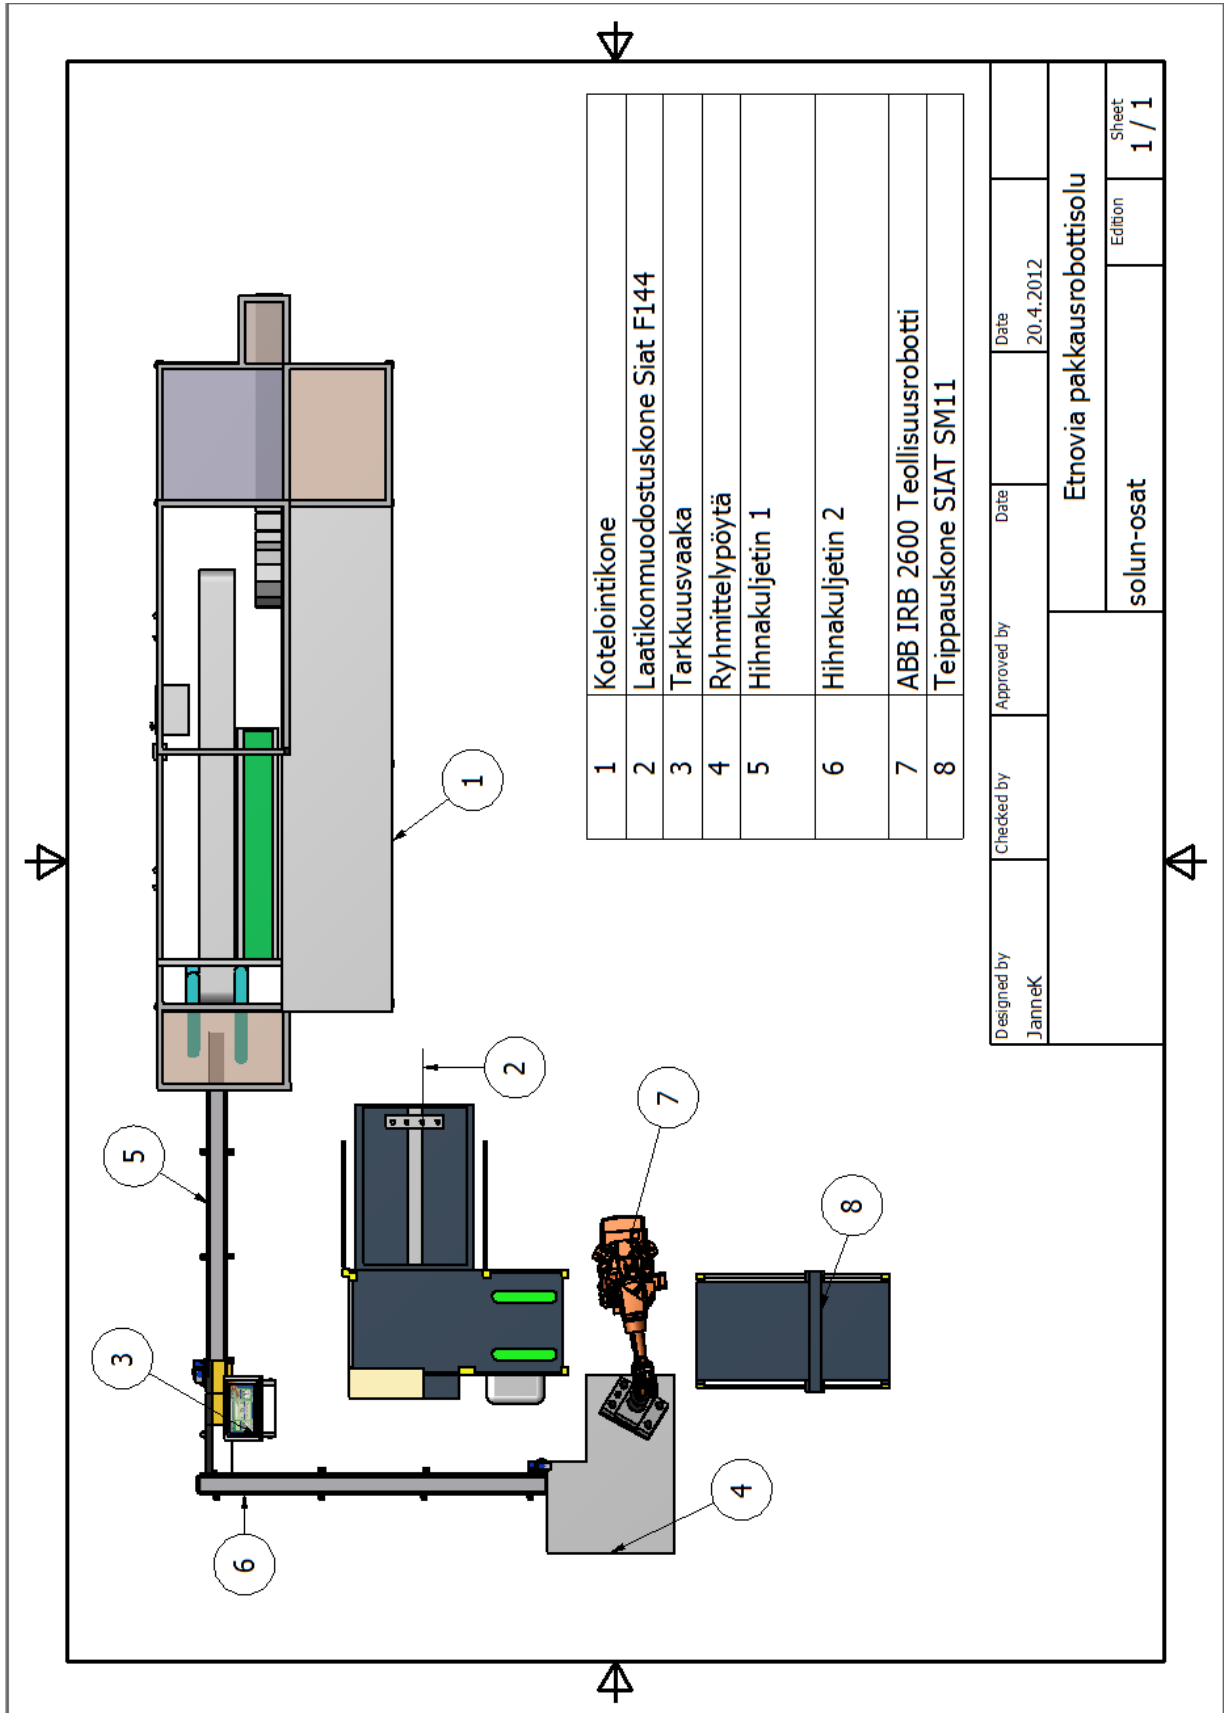 1
2
3
4
5
6
7
8
1 Kotelointikone
2 Laatikonmuodostuskone Siat F144
3 Tarkkuusvaaka
4 Ryhmittelypöytä
5 Hihnakuljetin 1
6 Hihnakuljetin 2
7 ABB IRB 2600 Teollisuusrobotti
8 Teippauskone SIAT SM11
Designed by Checked by Approved by Date Date
JanneK 20.4.2012
Etnovia pakkausrobottisolu
solun-osat
Edition
Sheet
1 / 1